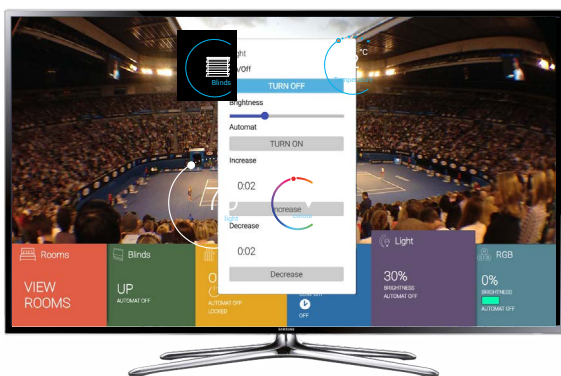 ght
/Off
TURN OFF
Blinds
°C
Brightness
Automat
TURN ON
Increase
0:02
light
Increase
Decrease
0:02
Decrease
Rooms
VIEW
ROOMS
Blinds
UP
AUTOMAT OFF
AUTOMAT OFF
LOCKED
OFF
Light
30%
BRIGHTNESS
AUTOMAT OFF
RGB
0%
BRIGHTNESS
AUTOMAT OFF
SAMSUNG